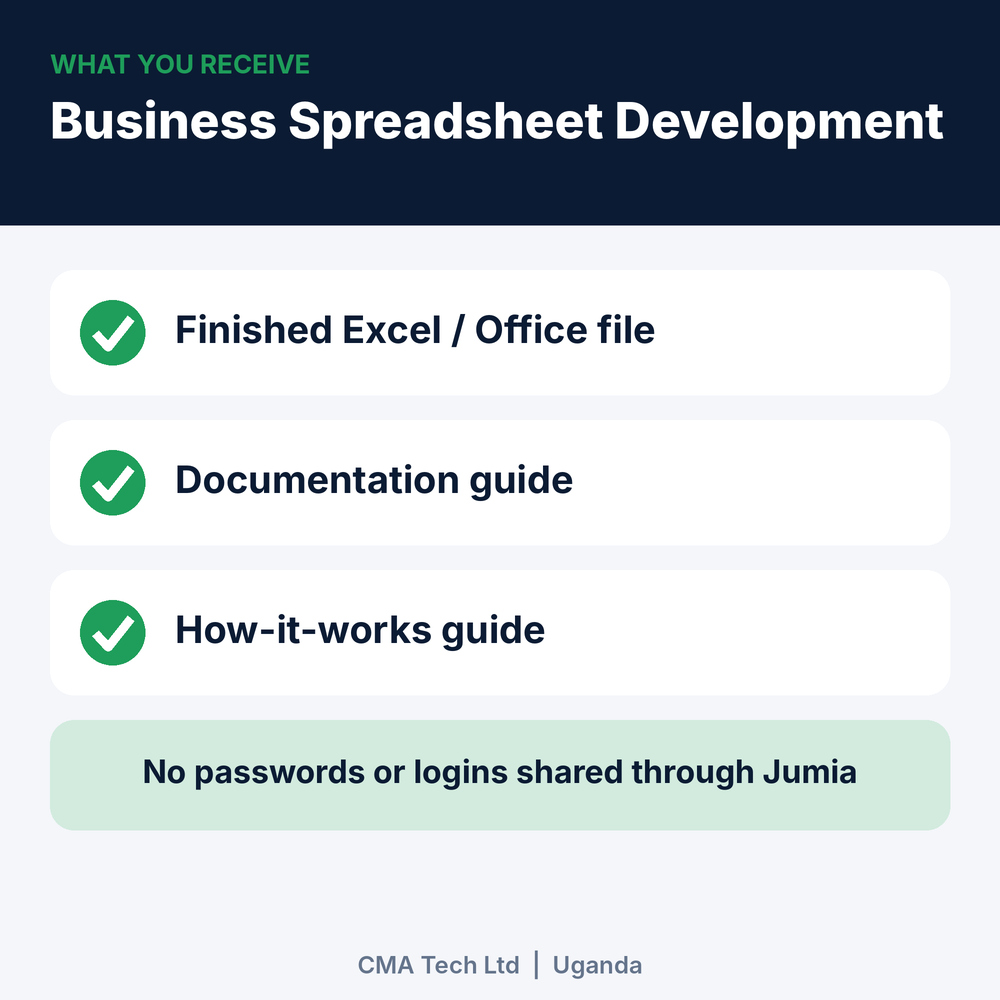 WHAT YOU RECEIVE
Business Spreadsheet Development
Finished Excel / Office file
Documentation guide
How-it-works guide
No passwords or logins shared through Jumia
CMA Tech Ltd | Uganda